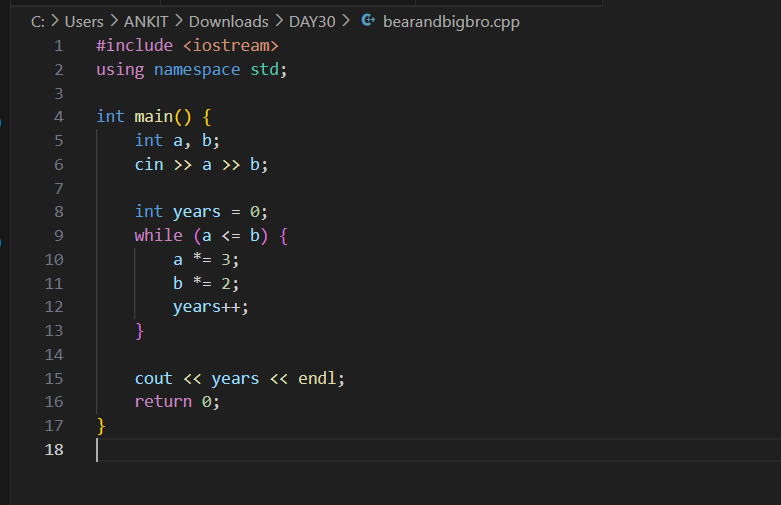 C: > Users > ANKIT > Downloads > DAY30 > bearandbigbro.cpp
1 #include <iostream>
2 using namespace std;
3
4 int main() {
5     int a, b;
6     cin >> a >> b;
7
8     int years = 0;
9     while (a <= b) {
10         a *= 3;
11         b *= 2;
12         years++;
13     }
14
15     cout << years << endl;
16     return 0;
17 }
18